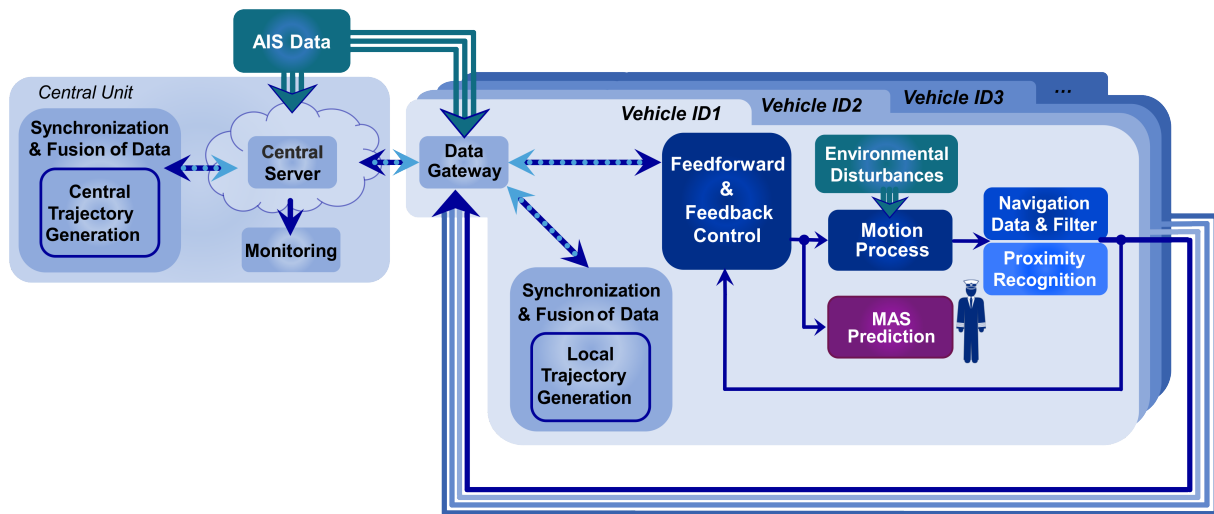 AIS Data
Central Unit
Synchronization
& Fusion of Data
Central
Trajectory
Generation
Central
Server
Monitoring
Data
Gateway
Vehicle ID1
Vehicle ID2
Vehicle ID3
...
Feedforward
&
Feedback
Control
Environmental
Disturbances
Motion
Process
Navigation
Data & Filter
Proximity
Recognition
MAS
Prediction
Synchronization
& Fusion of Data
Local
Trajectory
Generation